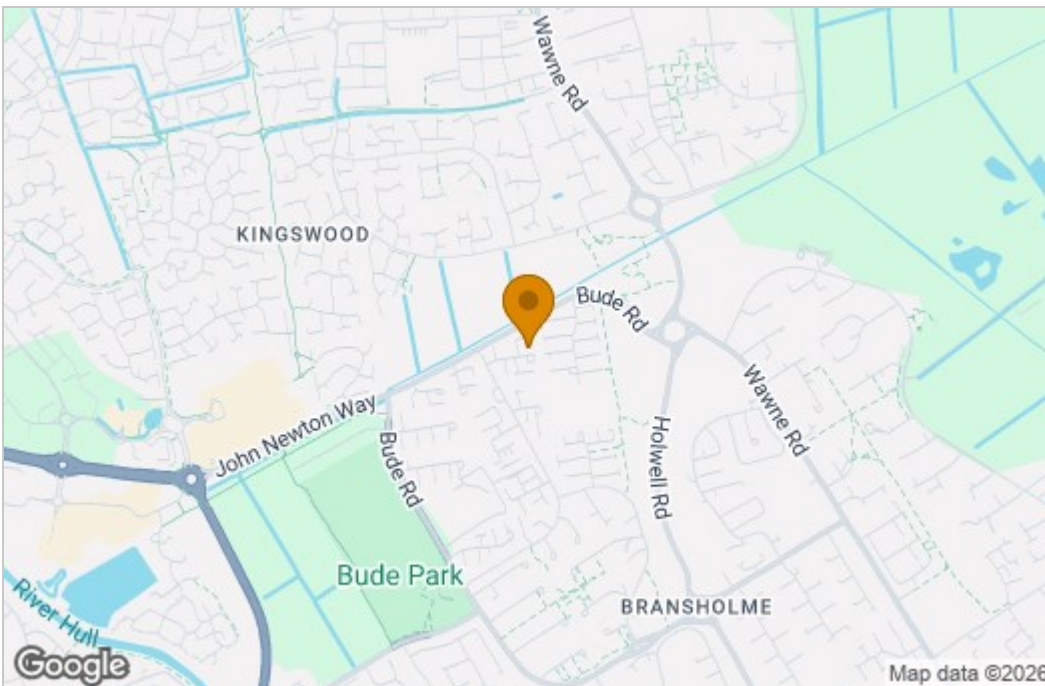 Wawne Rd
KINGSWOOD
Bude Rd
John Newton Way
Wawne Rd
Bude Rd
Holwell Rd
Bude Park
River Hull
BRANSHOLME
Google
Map data ©2026